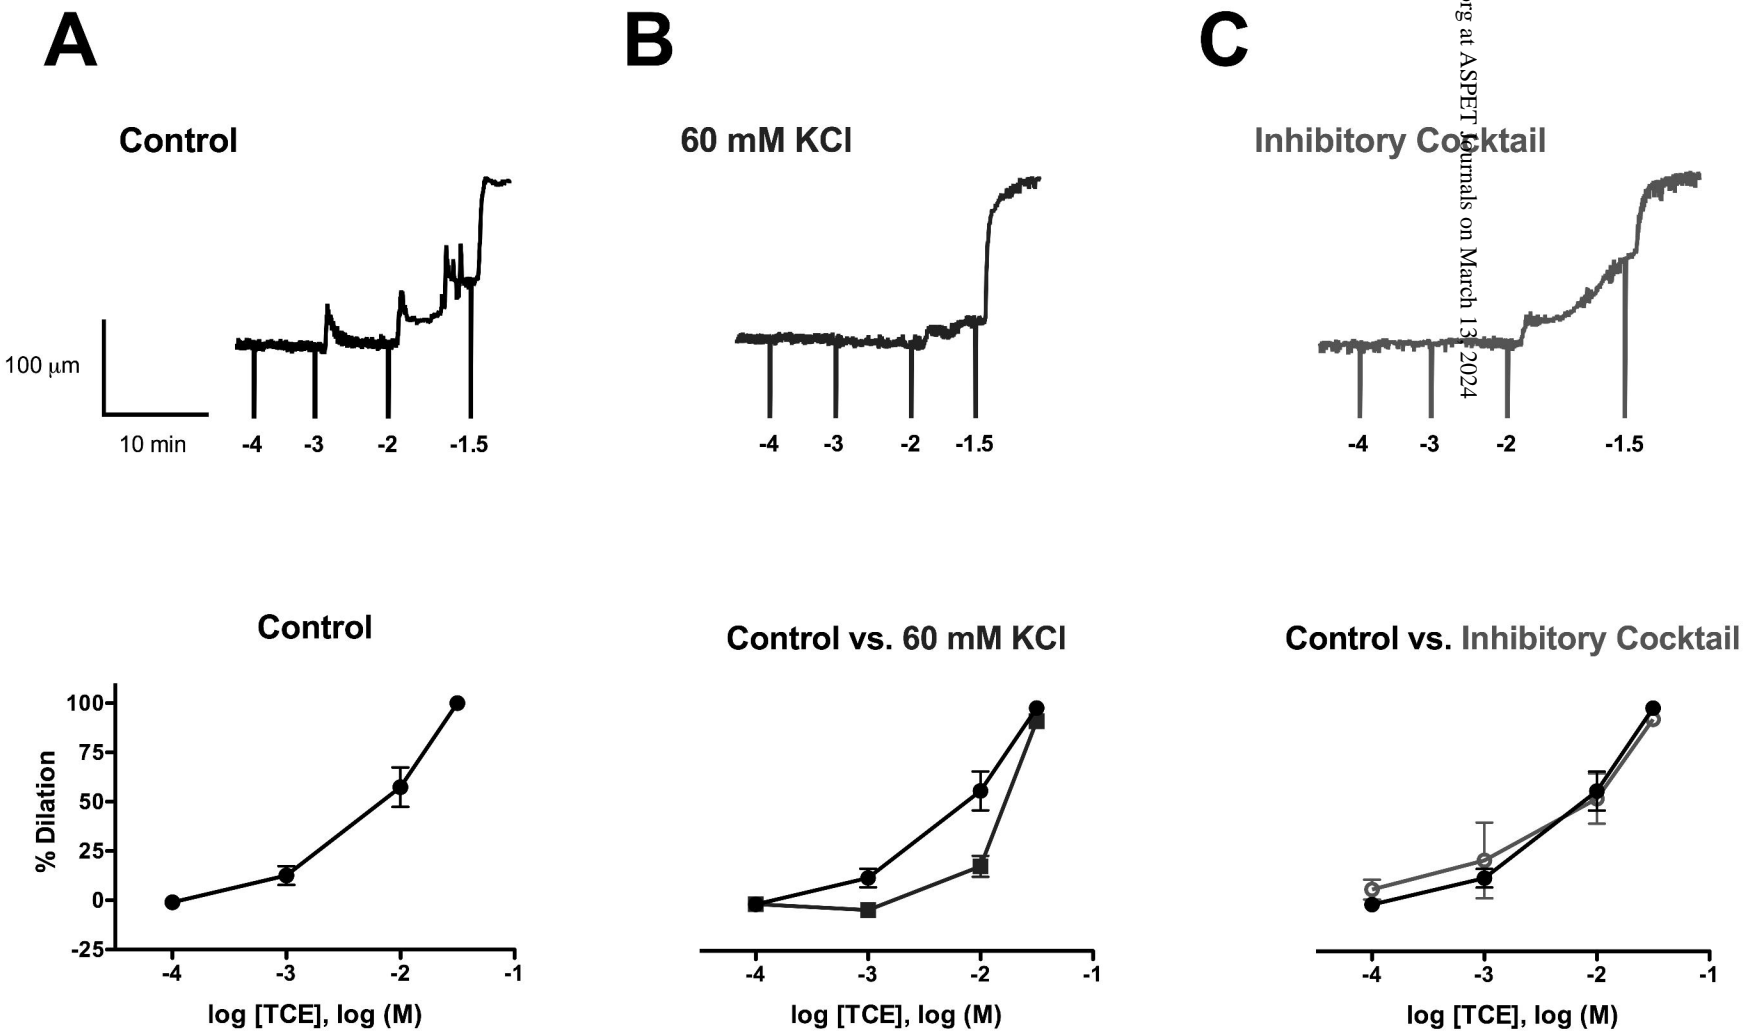 A
B
C
org at ASPET Journals on March 13, 2024
Control
60 mM KCl
Inhibitory Cocktail
100 μm
10 min
-4
-3
-2
-1.5
-4
-3
-2
-1.5
-4
-3
-2
-1.5
Control
Control vs. 60 mM KCl
Control vs. Inhibitory Cocktail
% Dilation
100
75
50
25
0
-25
-4
-3
-2
-1
-4
-3
-2
-1
-4
-3
-2
-1
log [TCE], log (M)
log [TCE], log (M)
log [TCE], log (M)